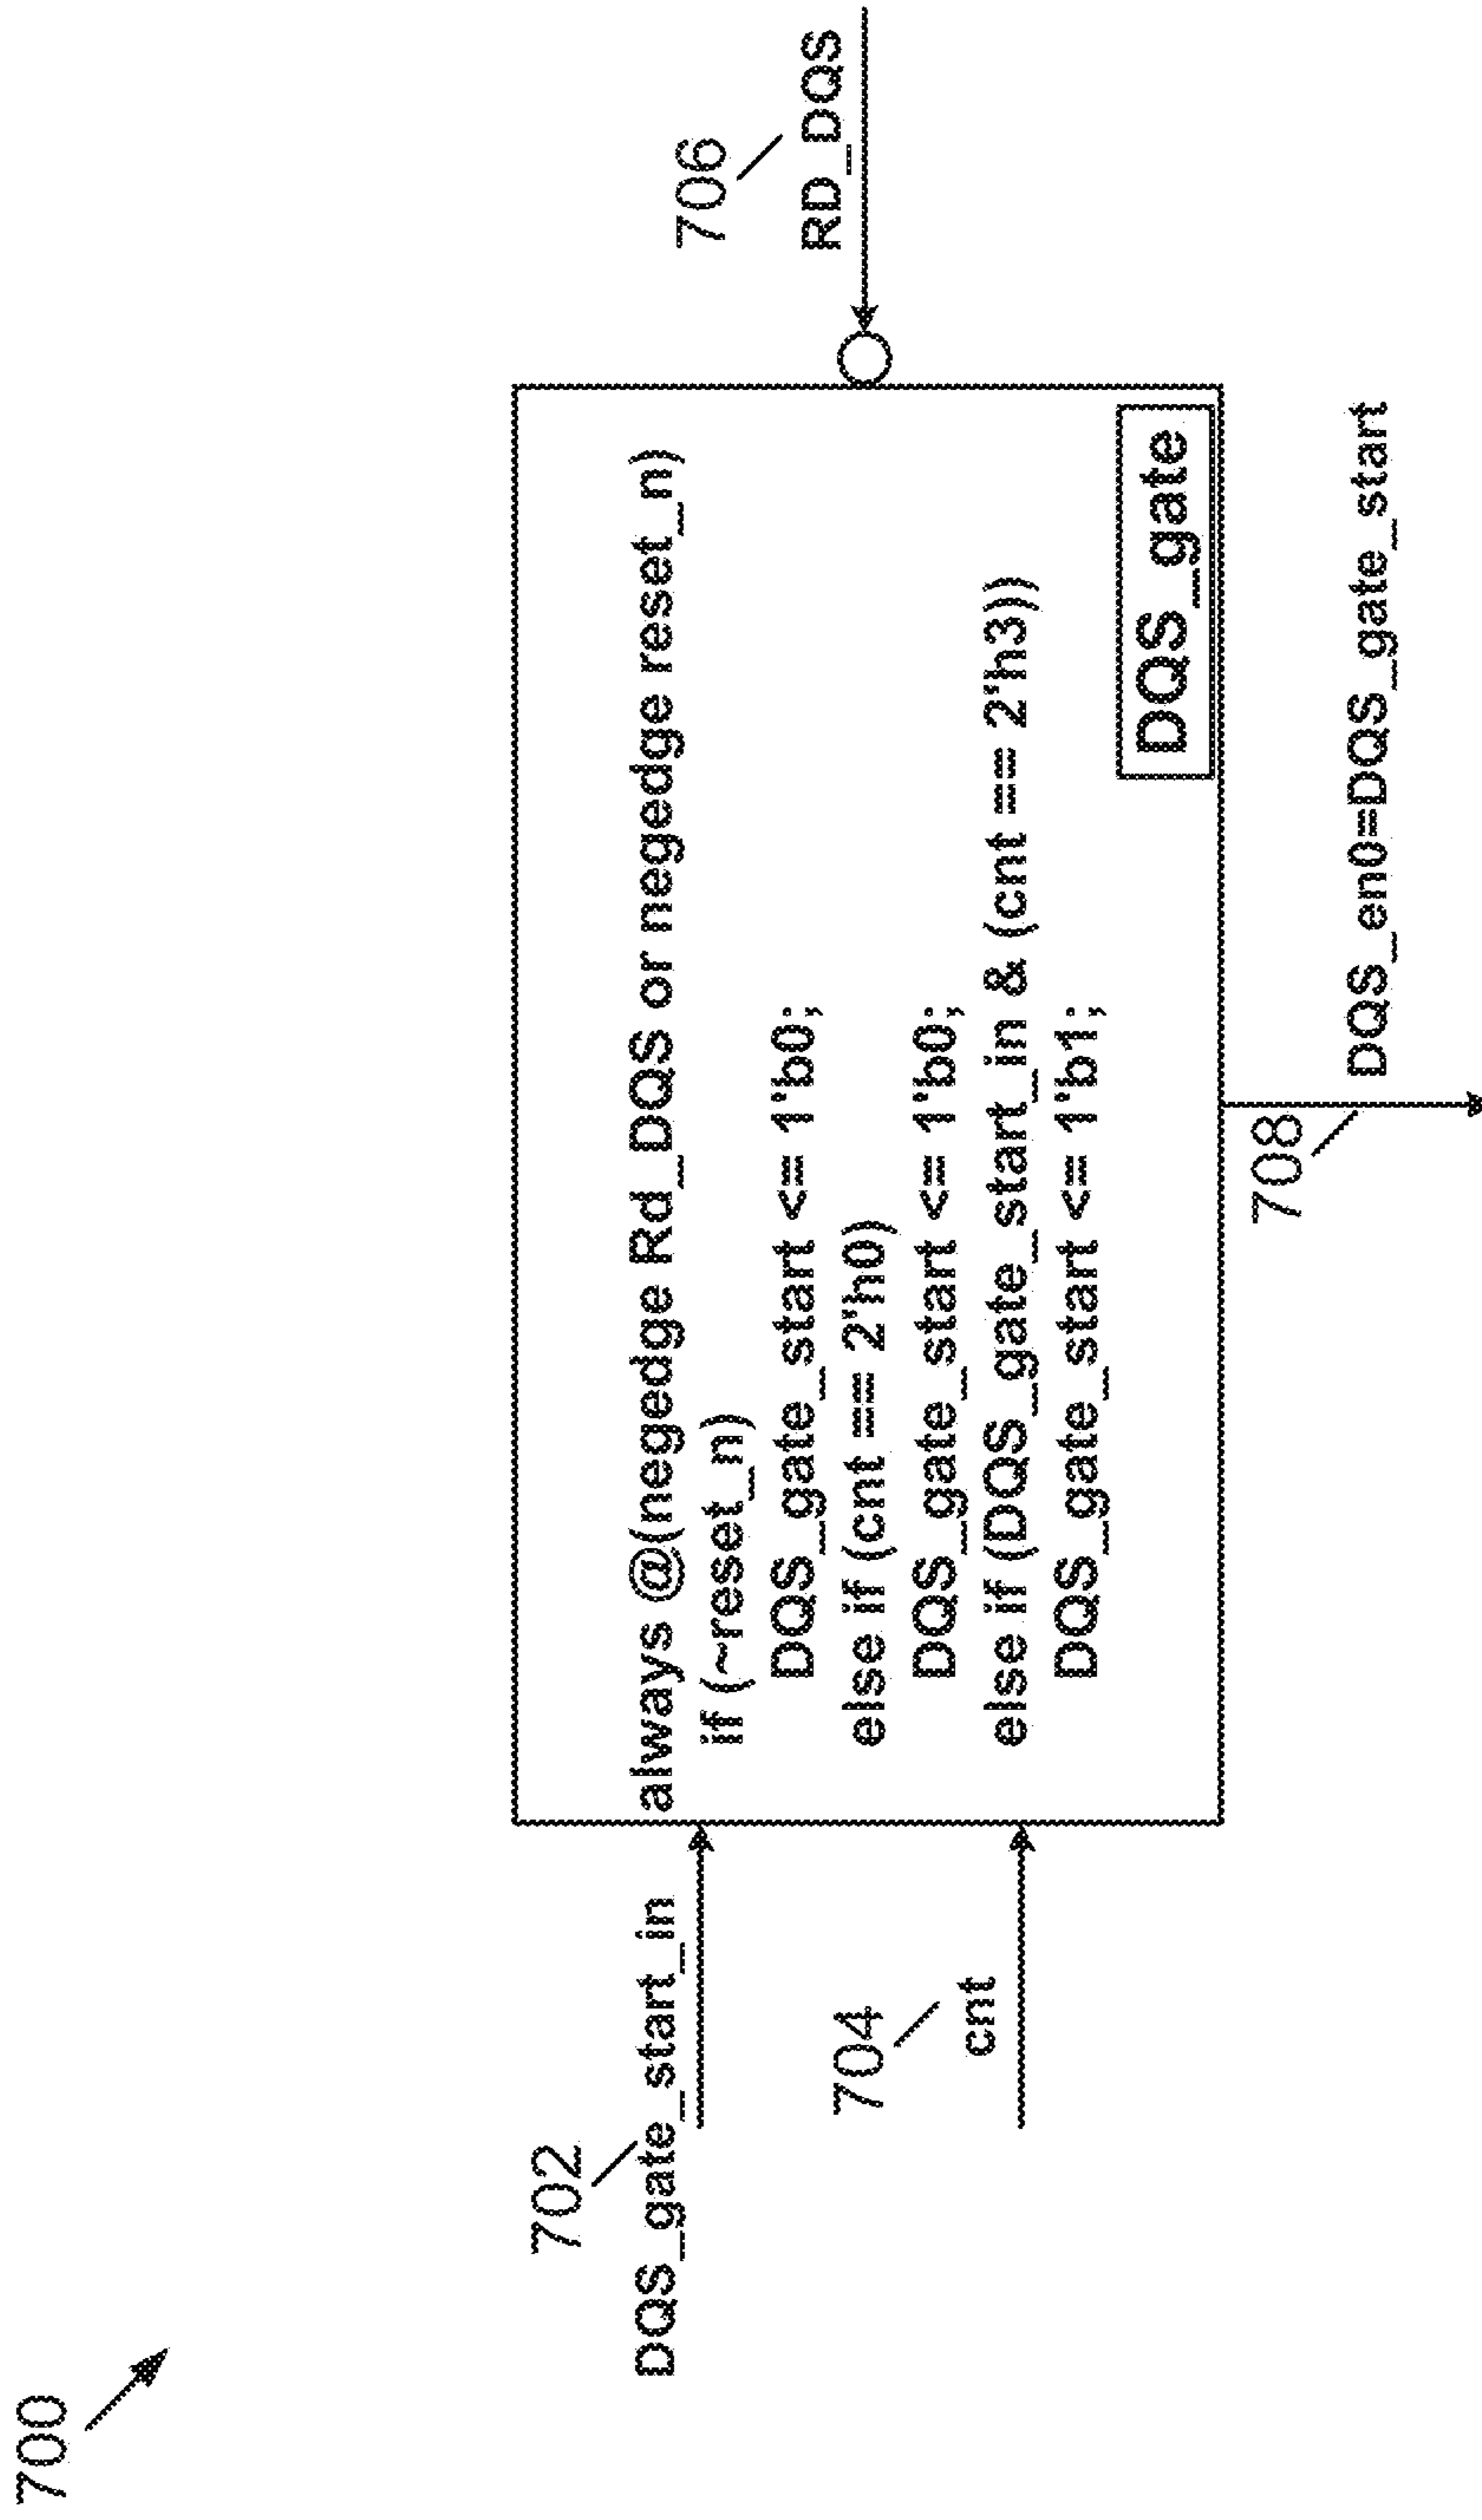 700
702
DQS_gate_start_in
704
cnt
always @(negedge Rd_DQS or negedge reset_n)
if (~reset_n)
DQS_gate_start <= 1'b0;
else if (cnt == 2'h0)
DQS_gate_start <= 1'b0;
else if (DQS_gate_start_in & (cnt == 2'h3))
DQS_gate_start <= 1'b1;
DQS_gate
706
RD_DQS
708
DQS_en0=DQS_gate_start